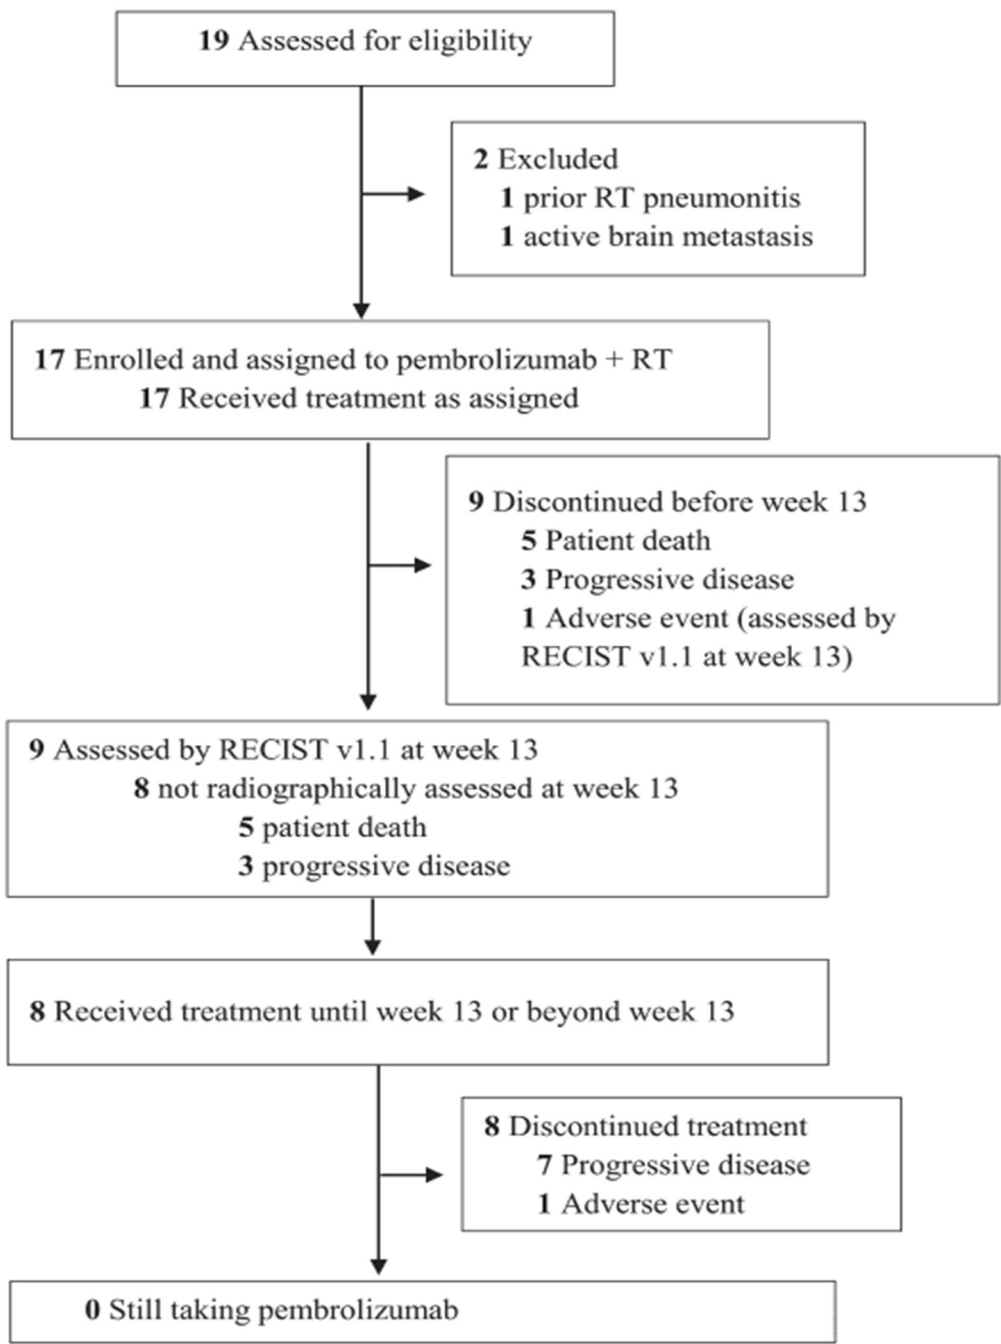 19 Assessed for eligibility
2 Excluded
1 prior RT pneumonitis
1 active brain metastasis
17 Enrolled and assigned to pembrolizumab + RT
17 Received treatment as assigned
9 Discontinued before week 13
5 Patient death
3 Progressive disease
1 Adverse event (assessed by
RECIST v1.1 at week 13)
9 Assessed by RECIST v1.1 at week 13
8 not radiographically assessed at week 13
5 patient death
3 progressive disease
8 Received treatment until week 13 or beyond week 13
8 Discontinued treatment
7 Progressive disease
1 Adverse event
0 Still taking pembrolizumab